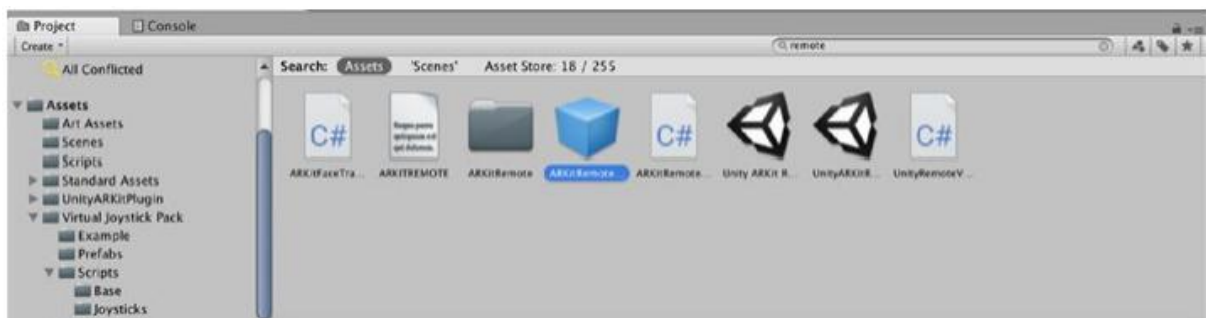 Project
Console
Create
remote
All Conflicted
Search: Assets 'Scenes' Asset Store: 18 / 255
Assets
Art Assets
Scenes
Scripts
Standard Assets
UnityARKitPlugin
Virtual Joystick Pack
Example
Prefabs
Scripts
Base
Joysticks
C#
C#
C#
ARKitFaceTra...
ARKITREMOTE
ARKitRemote
ARKitRemote...
ARKitRemote...
Unity ARKit R...
UnityARKitR...
UnityRemoteV...